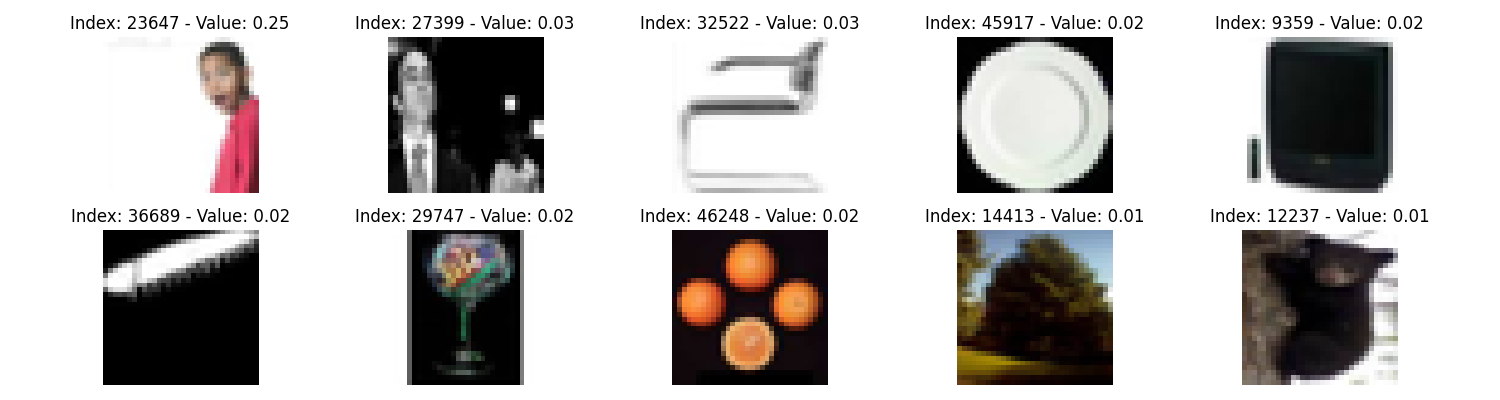 Index: 23647 - Value: 0.25
Index: 27399 - Value: 0.03
Index: 32522 - Value: 0.03
Index: 45917 - Value: 0.02
Index: 9359 - Value: 0.02
Index: 36689 - Value: 0.02
Index: 29747 - Value: 0.02
Index: 46248 - Value: 0.02
Index: 14413 - Value: 0.01
Index: 12237 - Value: 0.01